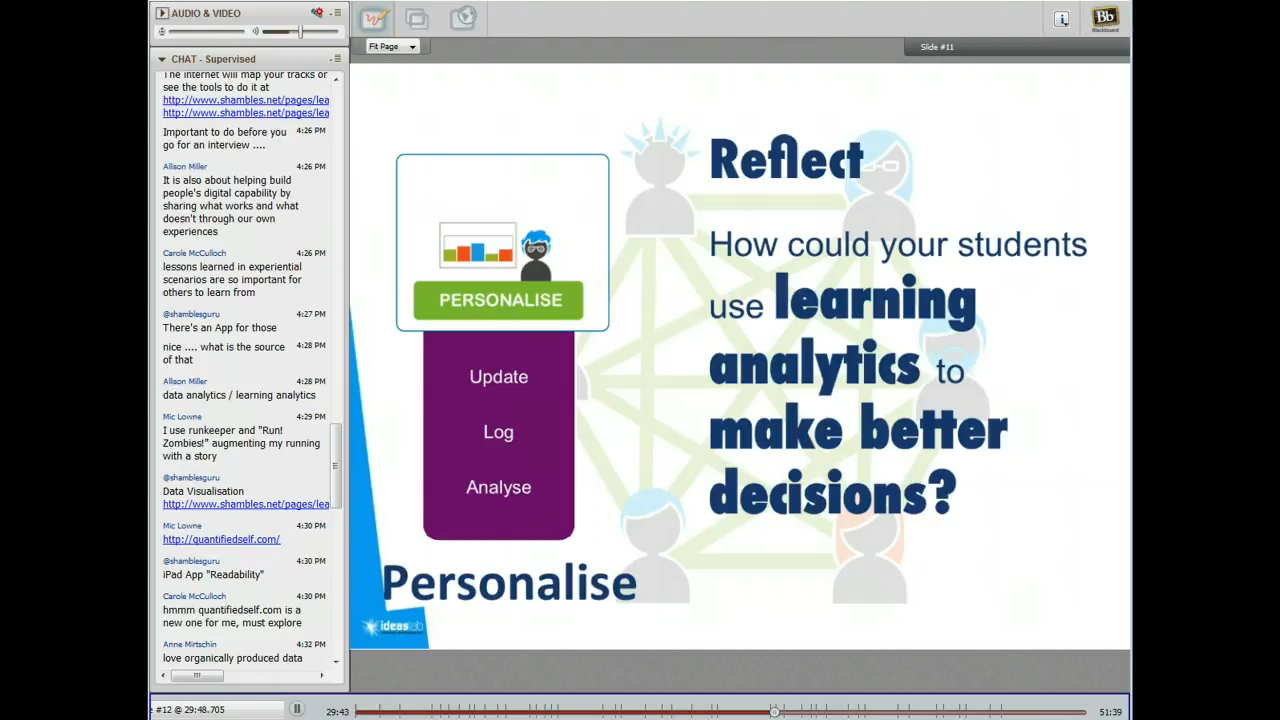 AUDIO & VIDEO
CHAT - Supervised
The internet will map your tracks or
see the tools to do it at
http://www.shambles.net/pages/lea
http://www.shambles.net/pages/lea
Important to do before you 4:26 PM
go for an interview ....
Allson Miller 4:26 PM
It is also about helping build
people's digital capability by
sharing what works and what
doesn't through our own
experiences
Carole McCulloch 4:26 PM
lessons learned in experiential
scenarios are so important for
others to learn from
@shamblesguru 4:27 PM
There's an App for those
nice .... what is the source 4:28 PM
of that
Allson Miller 4:28 PM
data analytics / learning analytics
Mic Lowne 4:29 PM
I use runkeeper and "Run!
Zombies!" augmenting my running
with a story
@shamblesguru 4:30 PM
Data Visualisation
http://www.shambles.net/pages/lea
Mic Lowne 4:30 PM
http://quantifiedself.com/
@shamblesguru 4:30 PM
iPad App "Readability"
Carole McCulloch 4:30 PM
hmmm quantifiedself.com is a
new one for me, must explore
Anne Mirtschin 4:32 PM
love organically produced data
Fit Page
Slide #11
Bb
Blackboard
PERSONALISE
Update
Log
Analyse
Personalise
ideaslab
Reflect
How could your students
use learning
analytics to
make better
decisions?
#12 @ 29:48.705
29:43
51:39